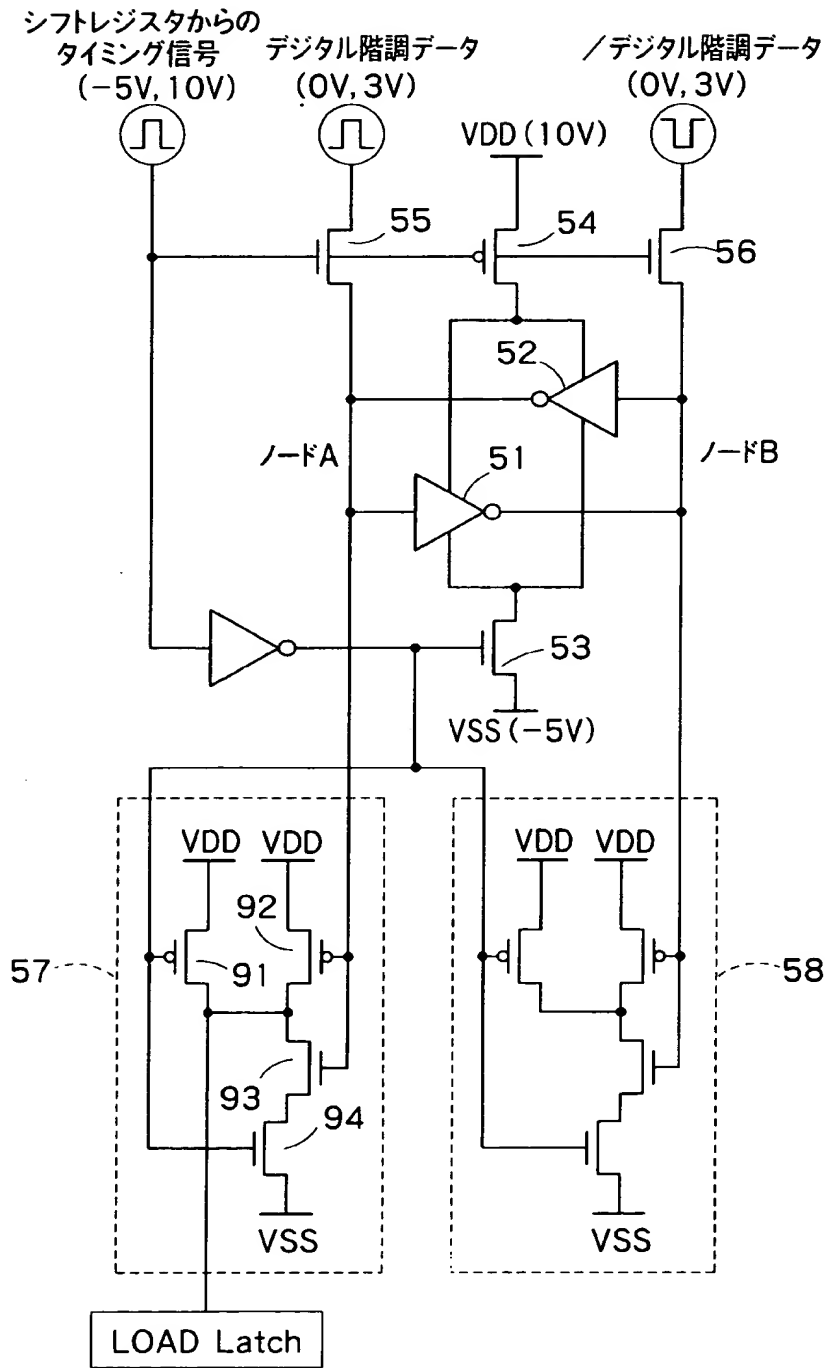 シフトレジスタからの
タイミング信号
(−5V,10V)
デジタル階調データ
(0V,3V)
/デジタル階調データ
(0V,3V)
VDD(10V)
55
54
56
52
ノードA
51
ノードB
53
VSS(−5V)
VDD
VDD
92
91
57
93
94
VSS
VDD
VDD
58
VSS
LOAD Latch